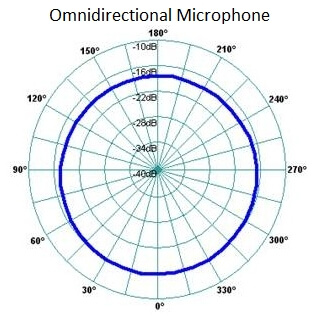 Omnidirectional Microphone
180°
150° 210°
-10dB
-16dB
120° 240°
-22dB
-28dB
-34dB
90° -40dB 270°
60° 300°
30° 330°
0°